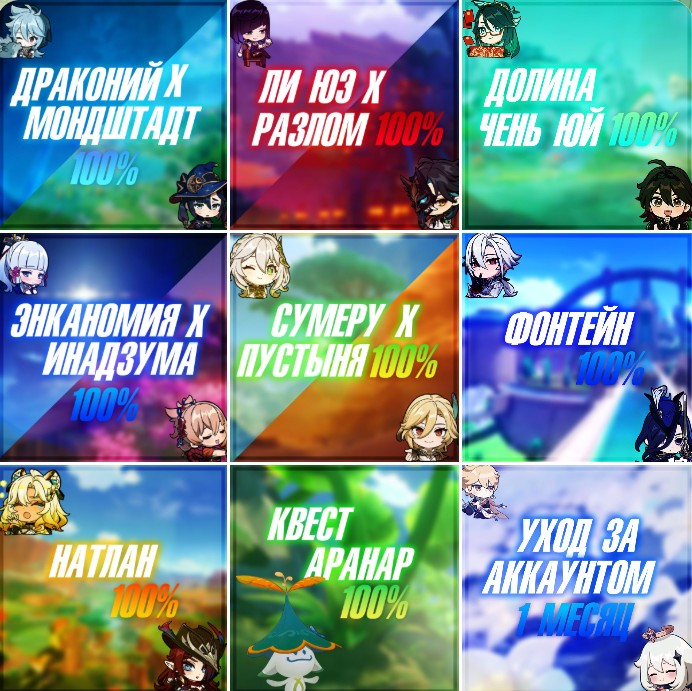 ДРАКОНИЙ X
МОНДШТАДТ
100%
ЛИ ЮЭ X
РАЗЛОМ 100%
ДОЛИНА
ЧЕНЬ ЮЙ 100%
ЭНКАНОМИЯ X
ИНАДЗУМА
100%
СУМЕРУ X
ПУСТЫНЯ 100%
ФОНТЕЙН
100%
НАТЛАН
100%
КВЕСТ
АРАНАР
100%
УХОД ЗА
АККАУНТОМ
1 МЕСЯЦ